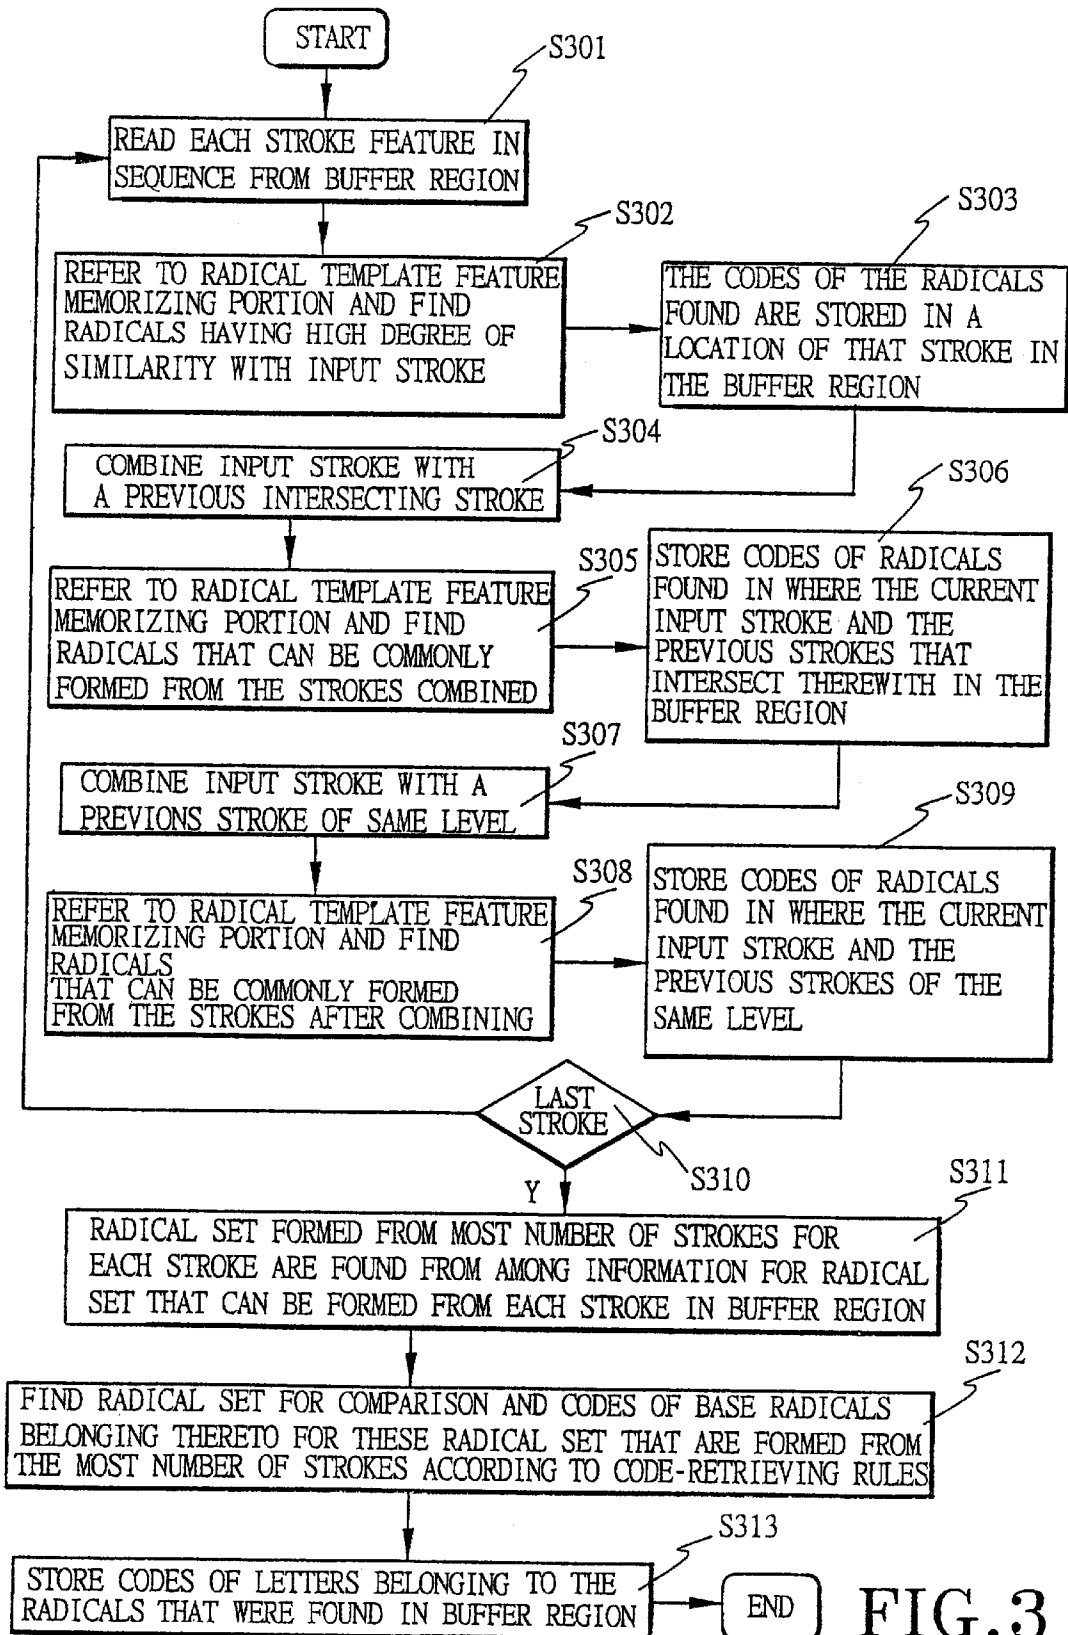 START
S301
READ EACH STROKE FEATURE IN
SEQUENCE FROM BUFFER REGION
S302
REFER TO RADICAL TEMPLATE FEATURE
MEMORIZING PORTION AND FIND
RADICALS HAVING HIGH DEGREE OF
SIMILARITY WITH INPUT STROKE
S303
THE CODES OF THE RADICALS
FOUND ARE STORED IN A
LOCATION OF THAT STROKE IN
THE BUFFER REGION
S304
COMBINE INPUT STROKE WITH
A PREVIOUS INTERSECTING STROKE
S305
REFER TO RADICAL TEMPLATE FEATURE
MEMORIZING PORTION AND FIND
RADICALS THAT CAN BE COMMONLY
FORMED FROM THE STROKES COMBINED
S306
STORE CODES OF RADICALS
FOUND IN WHERE THE CURRENT
INPUT STROKE AND THE
PREVIOUS STROKES THAT
INTERSECT THEREWITH IN THE
BUFFER REGION
S307
COMBINE INPUT STROKE WITH A
PREVIONS STROKE OF SAME LEVEL
S308
REFER TO RADICAL TEMPLATE FEATURE
MEMORIZING PORTION AND FIND
RADICALS
THAT CAN BE COMMONLY FORMED
FROM THE STROKES AFTER COMBINING
S309
STORE CODES OF RADICALS
FOUND IN WHERE THE CURRENT
INPUT STROKE AND THE
PREVIOUS STROKES OF THE
SAME LEVEL
LAST
STROKE
S310
Y
S311
RADICAL SET FORMED FROM MOST NUMBER OF STROKES FOR
EACH STROKE ARE FOUND FROM AMONG INFORMATION FOR RADICAL
SET THAT CAN BE FORMED FROM EACH STROKE IN BUFFER REGION
S312
FIND RADICAL SET FOR COMPARISON AND CODES OF BASE RADICALS
BELONGING THERETO FOR THESE RADICAL SET THAT ARE FORMED FROM
THE MOST NUMBER OF STROKES ACCORDING TO CODE-RETRIEVING RULES
S313
STORE CODES OF LETTERS BELONGING TO THE
RADICALS THAT WERE FOUND IN BUFFER REGION
END
FIG.3